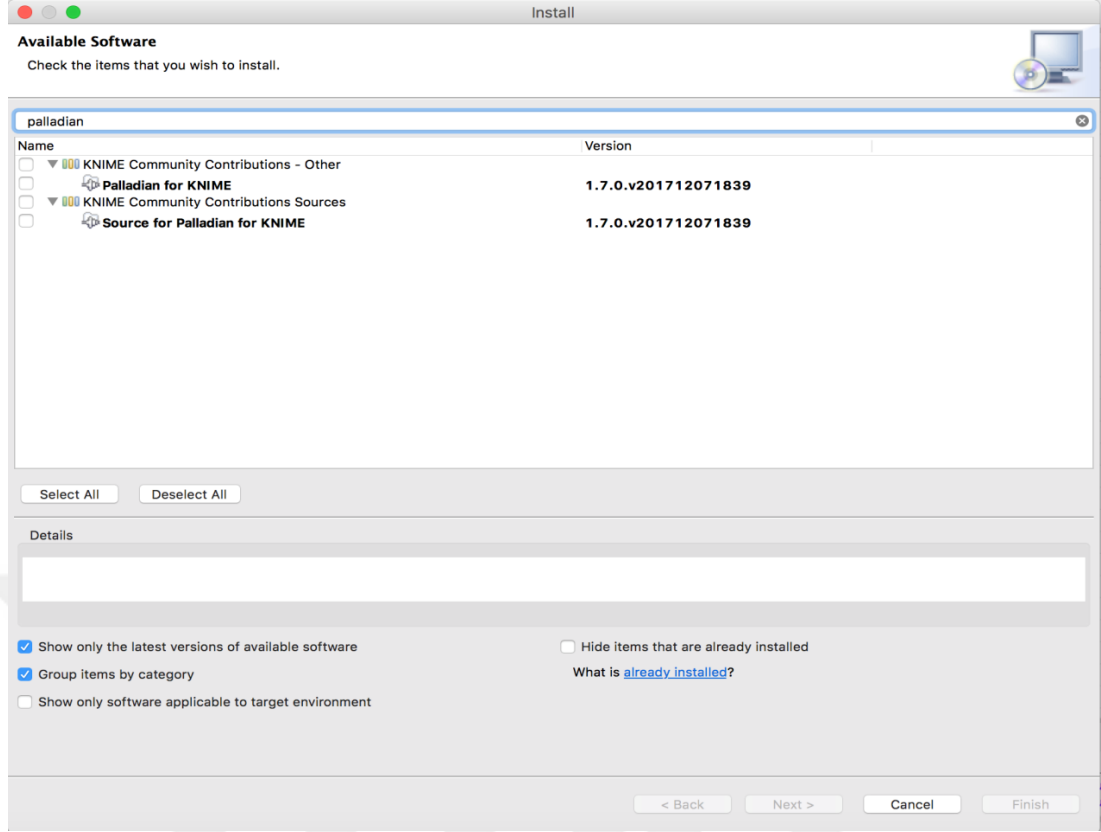 Install
Available Software
Check the items that you wish to install.
palladian
Name Version
KNIME Community Contributions - Other
Palladian for KNIME 1.7.0.v201712071839
KNIME Community Contributions Sources
Source for Palladian for KNIME 1.7.0.v201712071839
Select All Deselect All
Details
Show only the latest versions of available software Hide items that are already installed
Group items by category What is already installed?
Show only software applicable to target environment
< Back Next > Cancel Finish